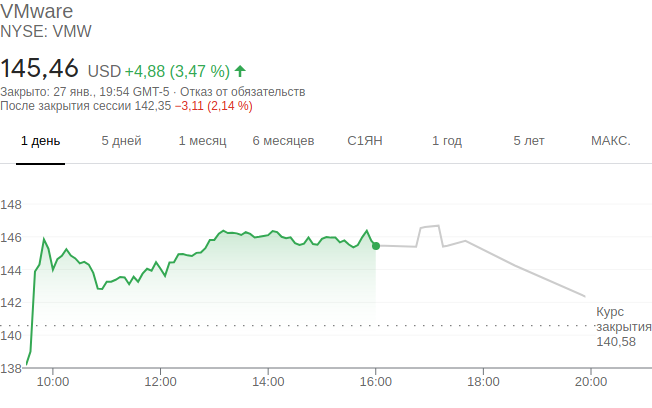 VMware
NYSE: VMW
145,46 USD +4,88 (3,47 %)
Закрыто: 27 янв., 19:54 GMT-5 · Отказ от обязательств
После закрытия сессии 142,35 −3,11 (2,14 %)
1 день 5 дней 1 месяц 6 месяцев С1ЯН 1 год 5 лет МАКС.
148
146
144
142
Курс
закрытия
140,58
140
138
10:00 12:00 14:00 16:00 18:00 20:00